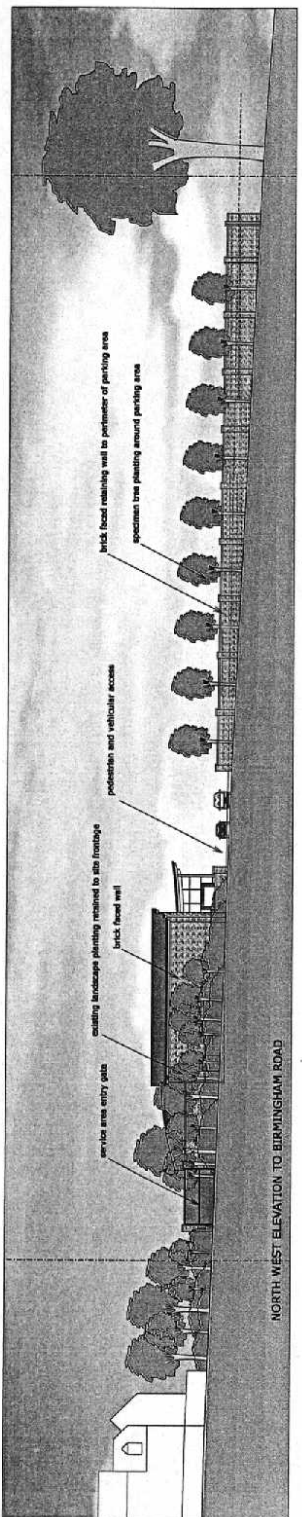 service area entry gate
existing landscape planting retained to site frontage
brick faced wall
pedestrian and vehicular access
brick faced retaining wall to perimeter of parking area
specimen tree planting around parking area
NORTH WEST ELEVATION TO BIRMINGHAM ROAD